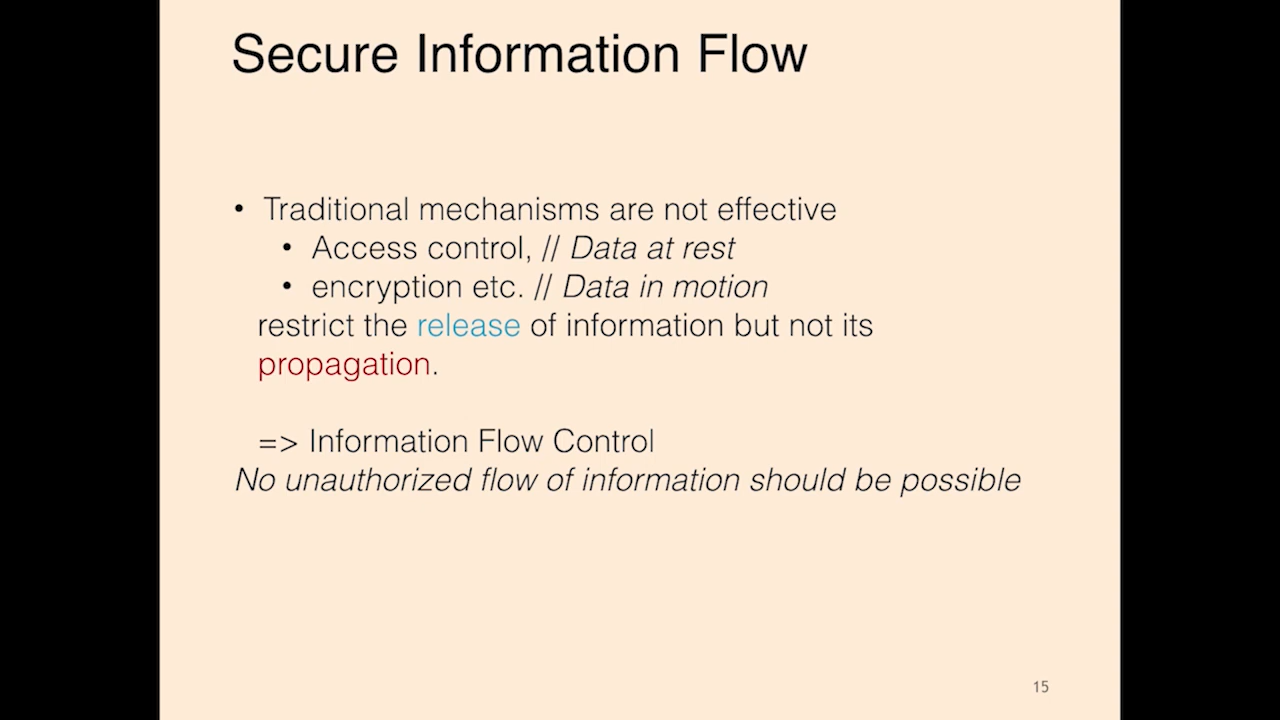 Secure Information Flow
• Traditional mechanisms are not effective
• Access control, // Data at rest
• encryption etc. // Data in motion
restrict the release of information but not its
propagation.
=> Information Flow Control
No unauthorized flow of information should be possible
15